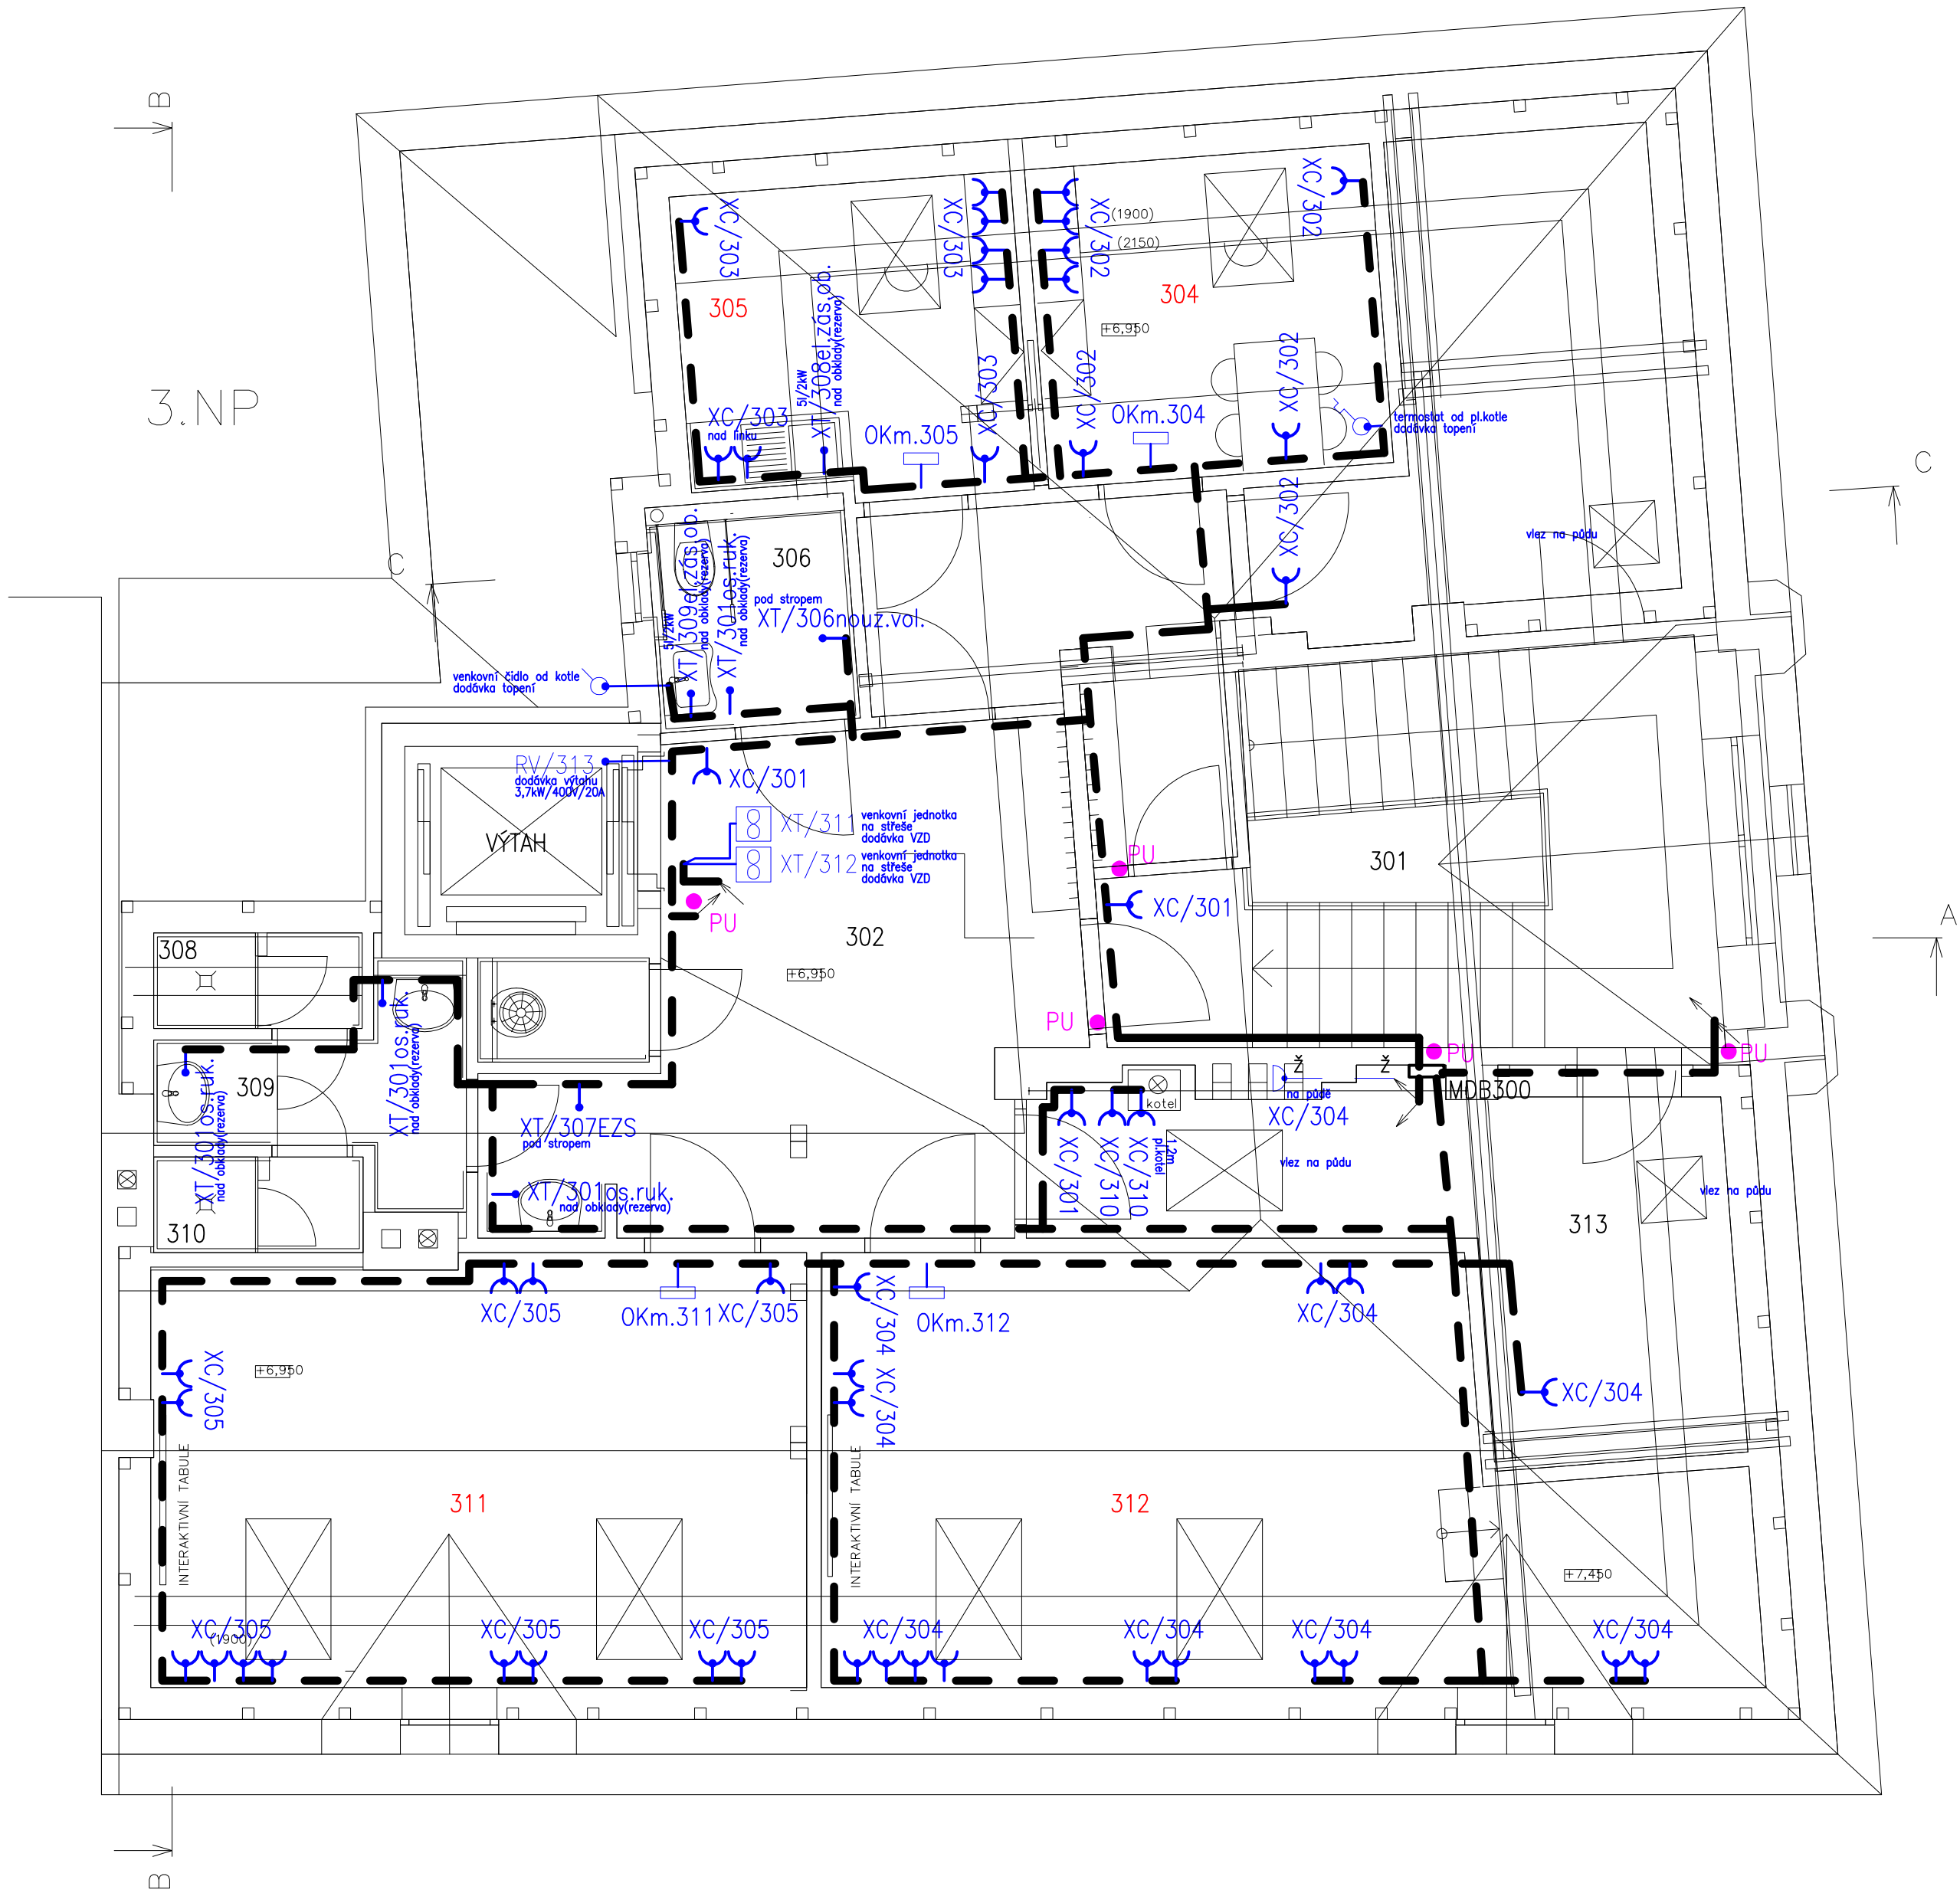 B
3.NP
C
C
A
B
XC/303
XC/303
XC/302
XC/302
(1900)
(2150)
305
304
+6,950
5l/2kW
XT/308el.zás.ob.
nad obklady(rezerva)
XC/303
nad linku
OKm.305
XC/303
XC/302
OKm.304
XC/302
termostat od pl.kotle
dodávka topení
XC/302
vlez na půdu
306
5l/2kW
XT/309el.zás.ob.
nad obklady(rezerva)
XT/301os.ruk.
nad obklady(rezerva)
pod stropem
XT/306nouz.vol.
venkovní čidlo od kotle
dodávka topení
RV/313
dodávka výtahu
3,7kW/400V/20A
XC/301
VÝTAH
XT/311
venkovní jednotka
na střeše
dodávka VZD
XT/312
venkovní jednotka
na střeše
dodávka VZD
PU
PU
301
302
XC/301
+6,950
PU
PU
PU
308
XT/301os.ruk.
nad obklady(rezerva)
309
XT/301os.ruk.
nad obklady(rezerva)
310
XT/307EZS
pod stropem
XT/301os.ruk.
nad obklady(rezerva)
kotel
Ž
Ž
MDB300
na půdě
XC/304
XC/301
XC/310
XC/310
pl.kotel
1,2m
vlez na půdu
vlez na půdu
313
XC/305
OKm.311
XC/305
XC/304
OKm.312
XC/304
XC/305
+6,950
XC/304
XC/304
INTERAKTIVNÍ TABULE
INTERAKTIVNÍ TABULE
311
312
+7,450
XC/305
(1900)
XC/305
XC/305
XC/304
XC/304
XC/304
XC/304
B